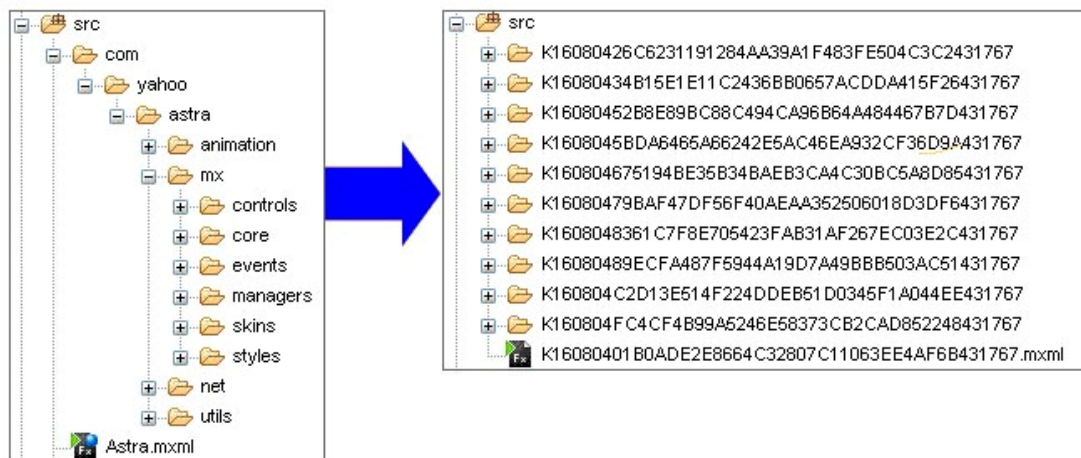 src
com
yahoo
astra
animation
mx
controls
core
events
managers
skins
styles
net
utils
Astra.mxml
src
K16080426C6231191284AA39A1F483FE504C3C2431767
K16080434B15E1E11C2436BB0657ACDDA415F26431767
K16080452B8E89BC88C494CA96B64A484467B7D431767
K1608045BDA6465A66242E5AC46EA932CF36D9A431767
K160804675194BE35B34BAEB3CA4C30BC5A8D85431767
K16080479BAF47DF56F40AEAA352506018D3DF6431767
K1608048361C7F8E705423FAB31AF267EC03E2C431767
K16080489ECFA487F5944A19D7A49BBB503AC51431767
K160804C2D13E514F224DDEB51D0345F1A044EE431767
K160804FC4CF4B99A5246E58373CB2CAD852248431767
K16080401B0ADE2E8664C32807C11063EE4AF6B431767.mxml